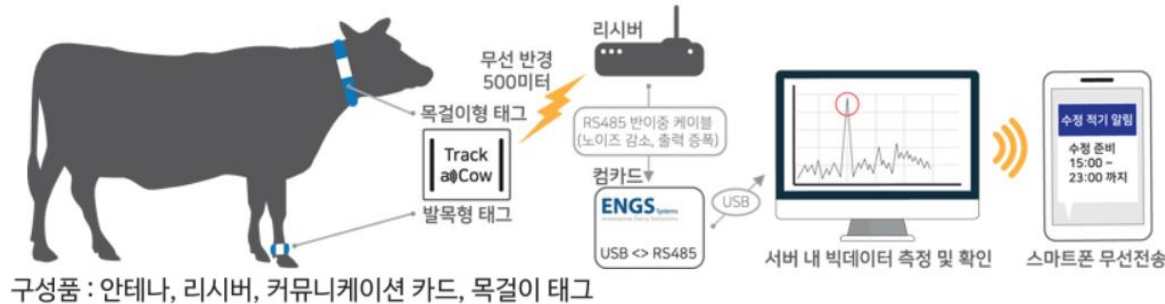 리시버
무선 반경
500미터
목걸이형 태그
Track
a Cow
발목형 태그
RS485 반이중 케이블
(노이즈 감소, 출력 증폭)
컴카드
ENGS Systems
Innovative Dairy Solutions
USB <> RS485
USB
서버 내 빅데이터 측정 및 확인
수정 적기 알림
수정 준비
15:00 ~
23:00 까지
스마트폰 무선전송
구성품 : 안테나, 리시버, 커뮤니케이션 카드, 목걸이 태그